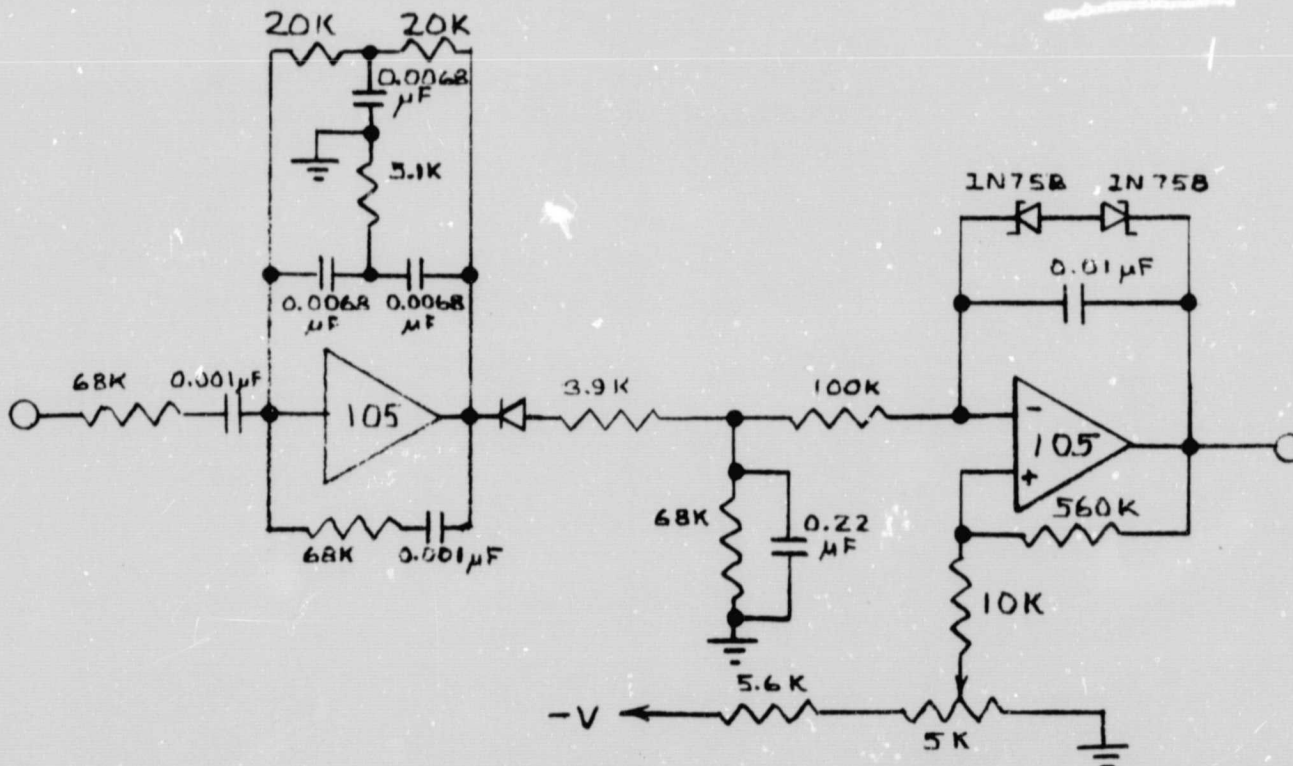 20K 20K
0.0068
µF
5.1K
1N758 1N758
0.01µF
0.0068
µF
0.0068
µF
68K
0.001µF
105
3.9K
100K
-
105
+
68K
0.001µF
68K
0.22
µF
560K
10K
5.6K
-V
5K